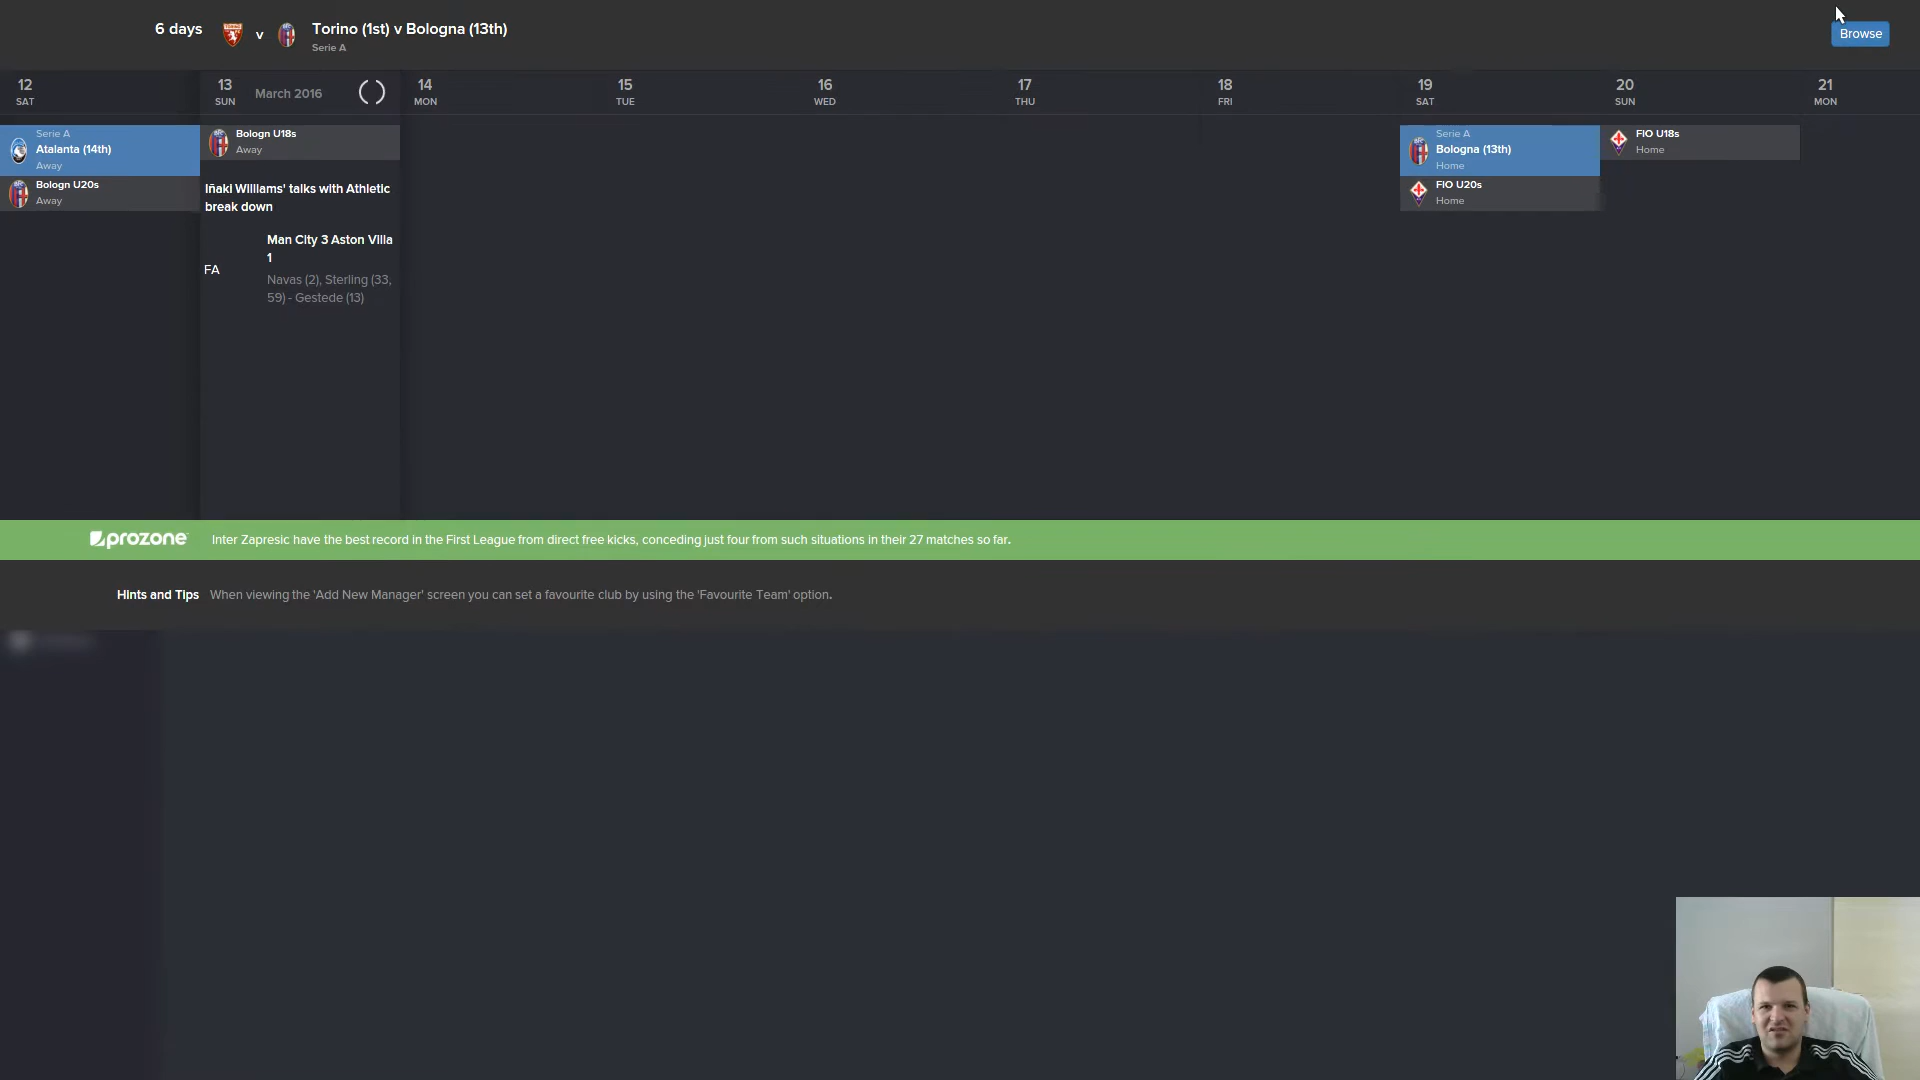 6 days
v
Torino (1st) v Bologna (13th)
Serie A
Browse
12
SAT
13
SUN
March 2016
14
MON
15
TUE
16
WED
17
THU
18
FRI
19
SAT
20
SUN
21
MON
Serie A
Atalanta (14th)
Away
Bologn U20s
Away
Bologn U18s
Away
Iñaki Williams' talks with Athletic
break down
FA
Man City 3 Aston Villa
1
Navas (2), Sterling (33,
59) - Gestede (13)
Serie A
Bologna (13th)
Home
FIO U20s
Home
FIO U18s
Home
prozone
Inter Zapresic have the best record in the First League from direct free kicks, conceding just four from such situations in their 27 matches so far.
Hints and Tips When viewing the 'Add New Manager' screen you can set a favourite club by using the 'Favourite Team' option.